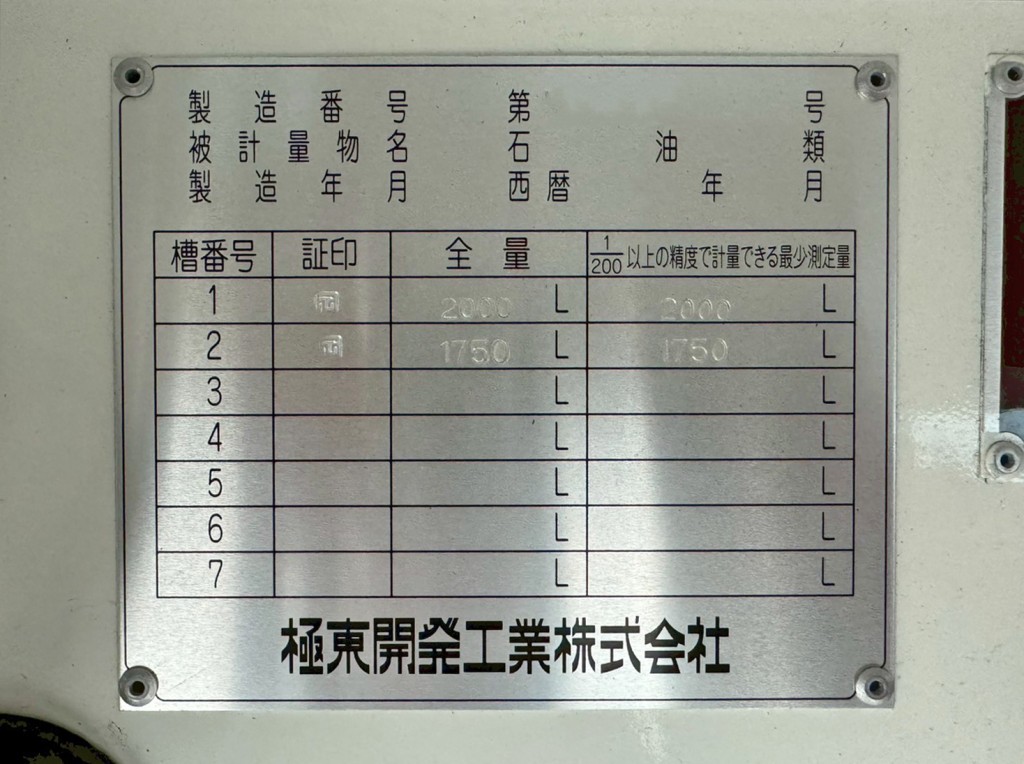 製造番号 第 号
被計量物名 石油類
製造年月 西暦 年 月
槽番号 証印 全量 1/200以上の精度で計量できる最少測定量
1 2000 L 2000 L
2 1750 L 1750 L
3 L L
4 L L
5 L L
6 L L
7 L L
極東開発工業株式会社